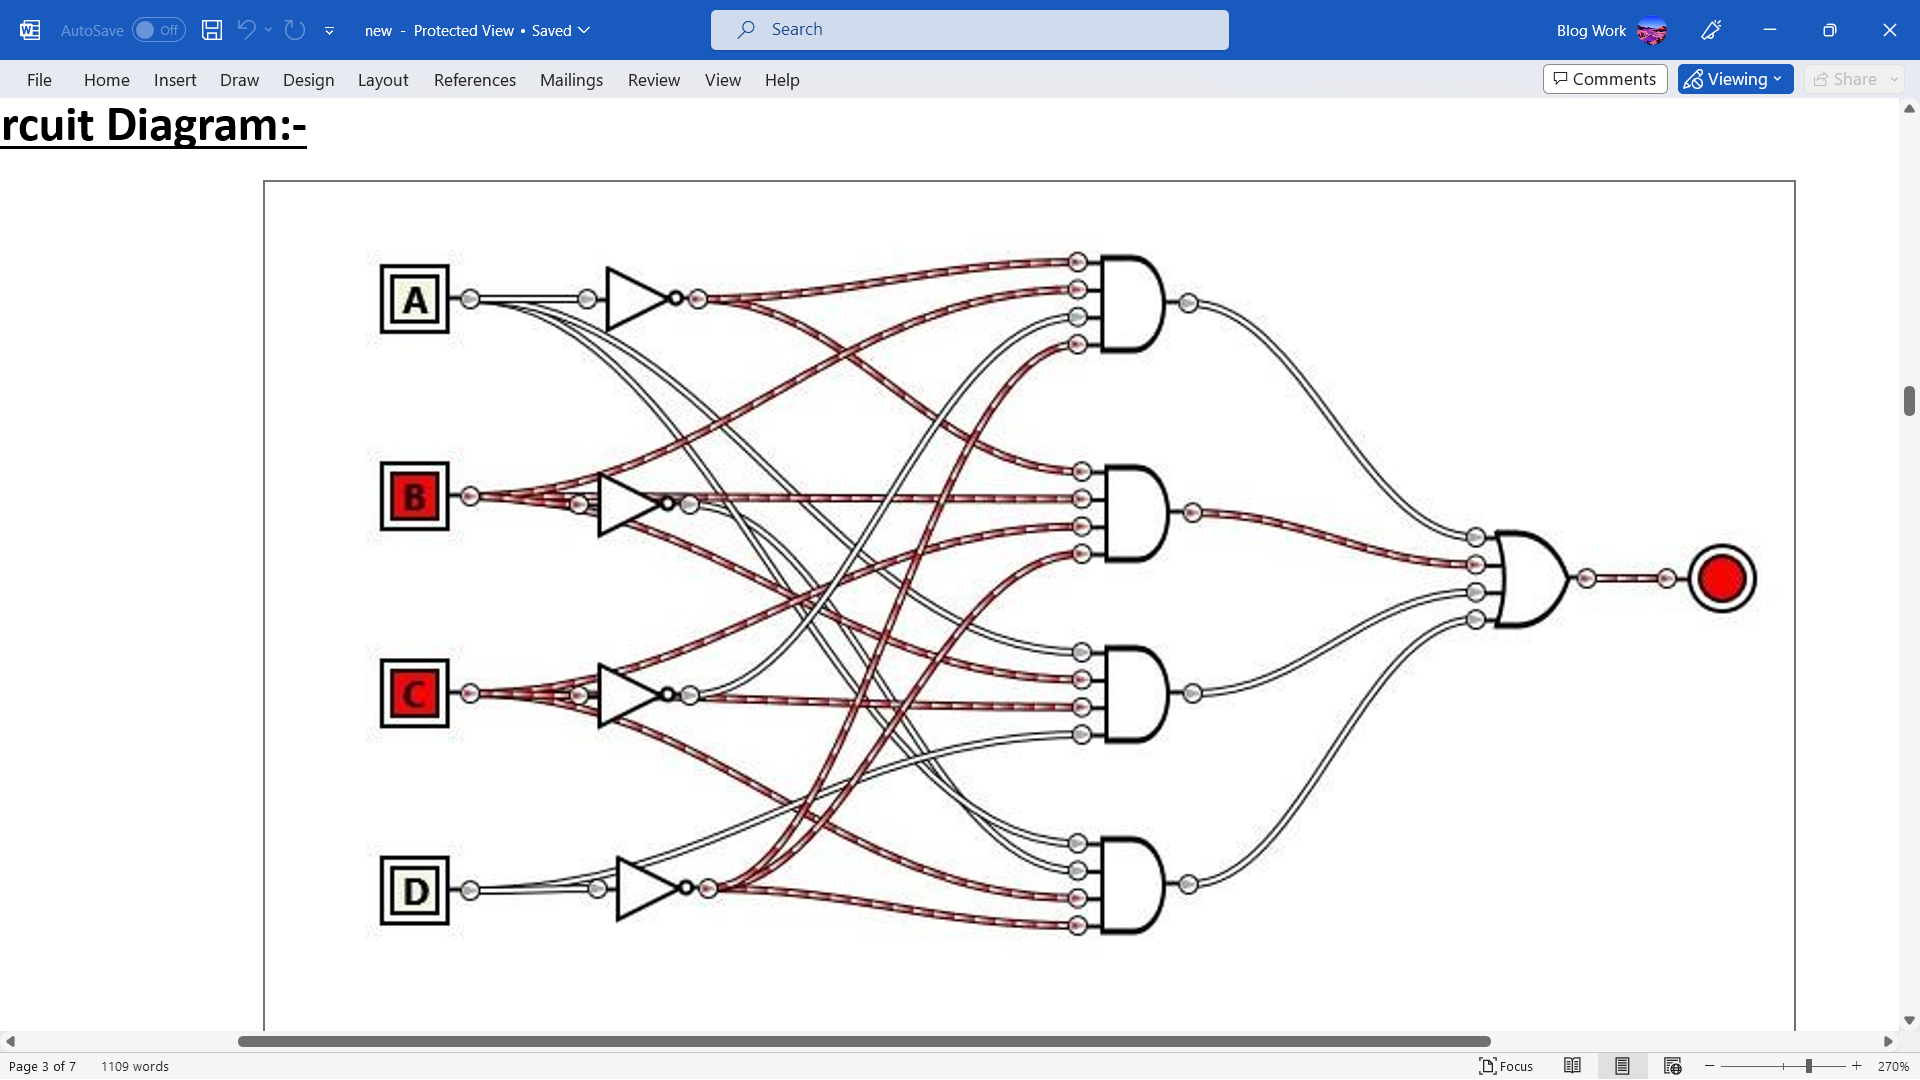 AutoSave Off new - Protected View • Saved Search Blog Work
File Home Insert Draw Design Layout References Mailings Review View Help Comments Viewing Share
rcuit Diagram:-
A
B
C
D
Page 3 of 7 1109 words Focus 270%